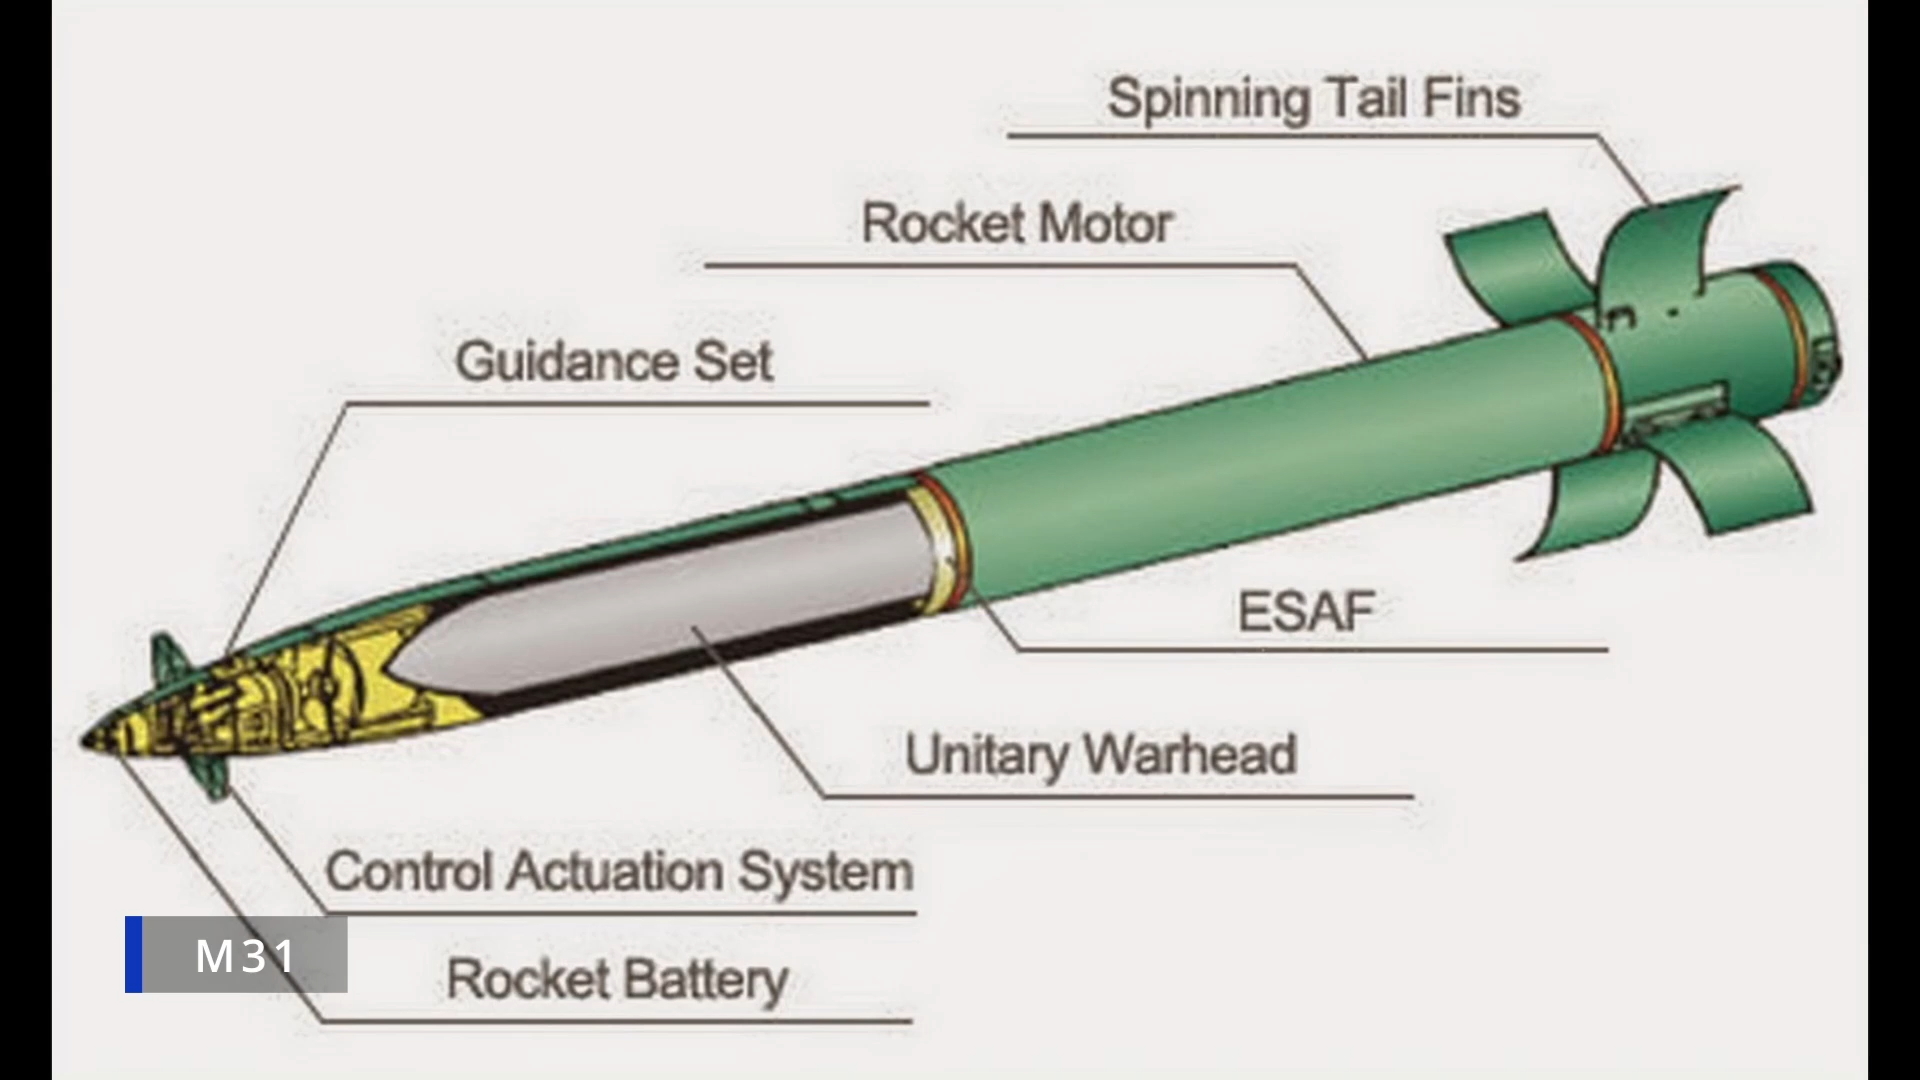 Spinning Tail Fins
Rocket Motor
Guidance Set
ESAF
Unitary Warhead
Control Actuation System
M31
Rocket Battery